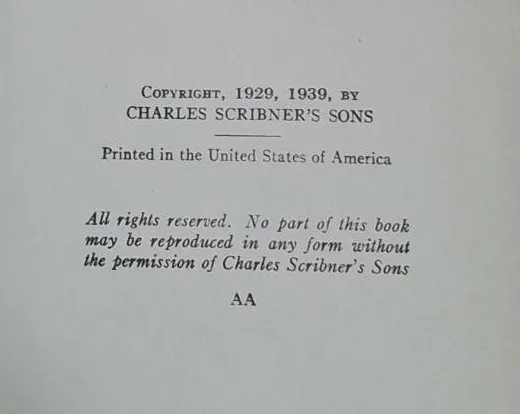 COPYRIGHT, 1929, 1939, BY
CHARLES SCRIBNER'S SONS
Printed in the United States of America
All rights reserved. No part of this book
may be reproduced in any form without
the permission of Charles Scribner's Sons
AA